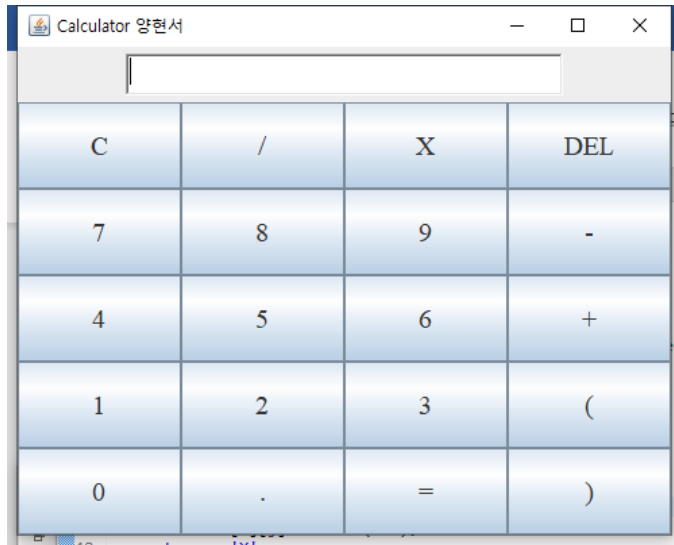 Calculator 양현서
C / X DEL
7 8 9 -
4 5 6 +
1 2 3 (
0 . = )